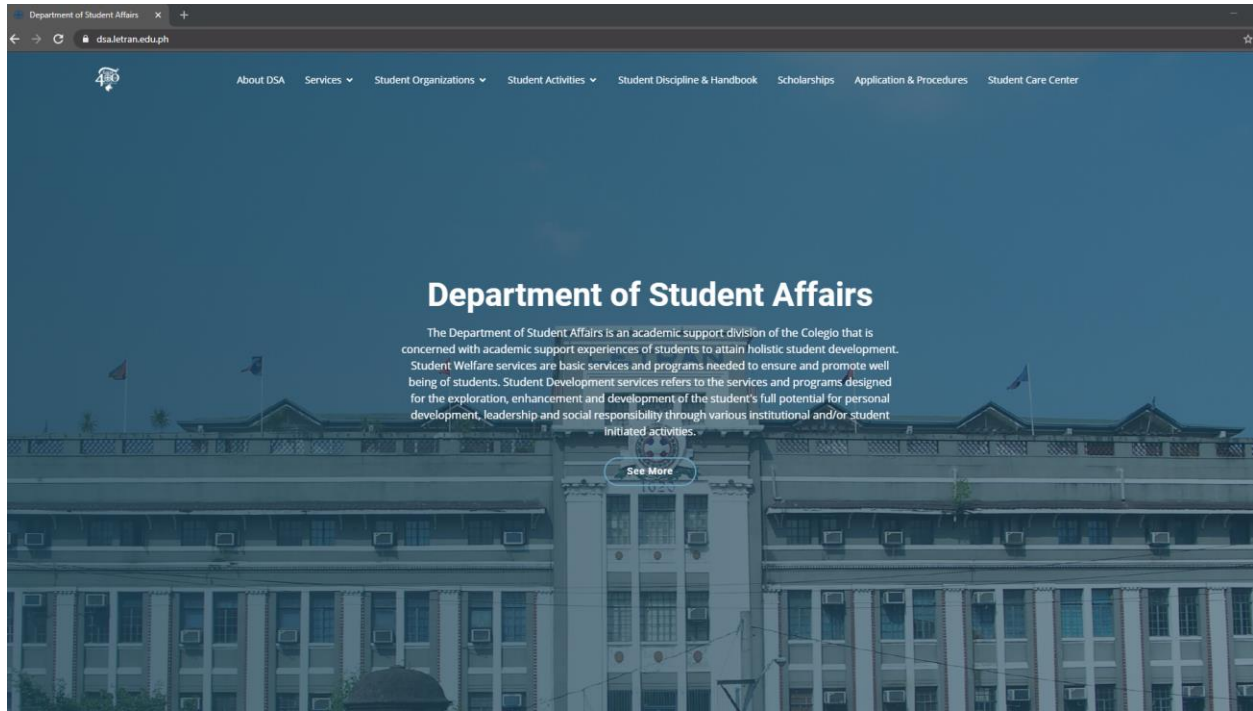 Department of Student Affairs
dsa.letran.edu.ph
400
About DSA Services Student Organizations Student Activities Student Discipline & Handbook Scholarships Application & Procedures Student Care Center
Department of Student Affairs
The Department of Student Affairs is an academic support division of the Colegio that is
concerned with academic support experiences of students to attain holistic student development.
Student Welfare services are basic services and programs needed to ensure and promote well
being of students. Student Development services refers to the services and programs designed
for the exploration, enhancement and development of the student's full potential for personal
development, leadership and social responsibility through various institutional and/or student
initiated activities.
LETRAN
See More
1620